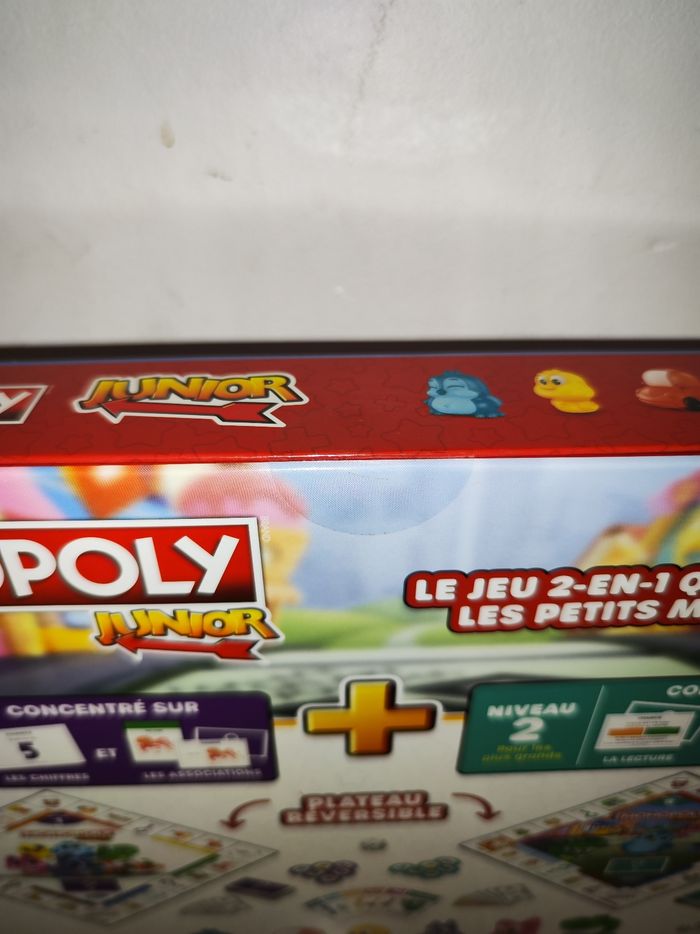 Y JUNIOR
OPOLY
JUNIOR
LE JEU 2-EN-1 Q
LES PETITS M
CONCENTRÉ SUR
5 ET
LES CHIFFRES LES ASSOCIATIONS
NIVEAU
2
Pour les
plus grands
CO
LA LECTURE
PLATEAU
RÉVERSIBLE